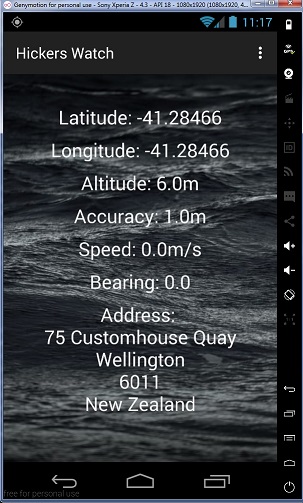 Genymotion for personal use - Sony Xperia Z - 4.3 - API 18 - 1080x1920 (1080x1920, 4...
11:17
Hickers Watch
Latitude: -41.28466
Longitude: -41.28466
Altitude: 6.0m
Accuracy: 1.0m
Speed: 0.0m/s
Bearing: 0.0
Address:
75 Customhouse Quay
Wellington
6011
New Zealand
free for personal use
GPS
ID